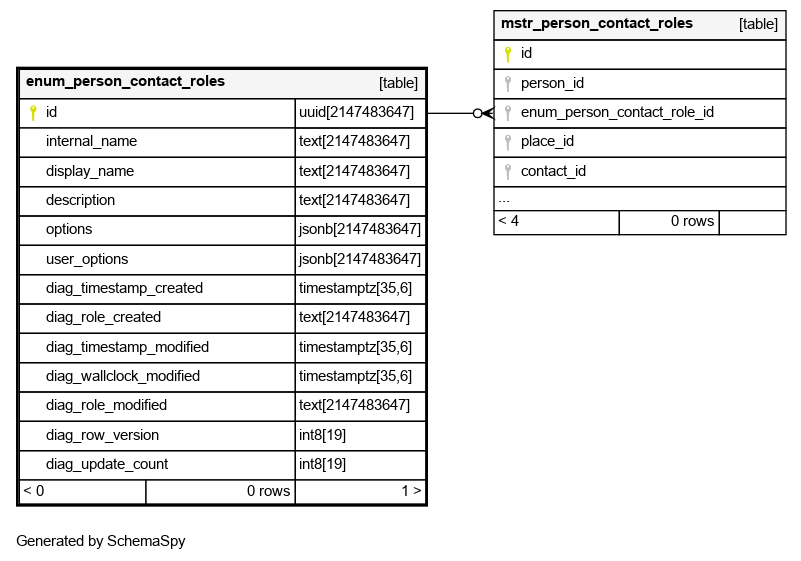 mstr_person_contact_roles [table]
id
person_id
enum_person_contact_role_id
place_id
contact_id
...
< 4 0 rows
enum_person_contact_roles [table]
id uuid[2147483647]
internal_name text[2147483647]
display_name text[2147483647]
description text[2147483647]
options jsonb[2147483647]
user_options jsonb[2147483647]
diag_timestamp_created timestamptz[35,6]
diag_role_created text[2147483647]
diag_timestamp_modified timestamptz[35,6]
diag_wallclock_modified timestamptz[35,6]
diag_role_modified text[2147483647]
diag_row_version int8[19]
diag_update_count int8[19]
< 0 0 rows 1 >
Generated by SchemaSpy